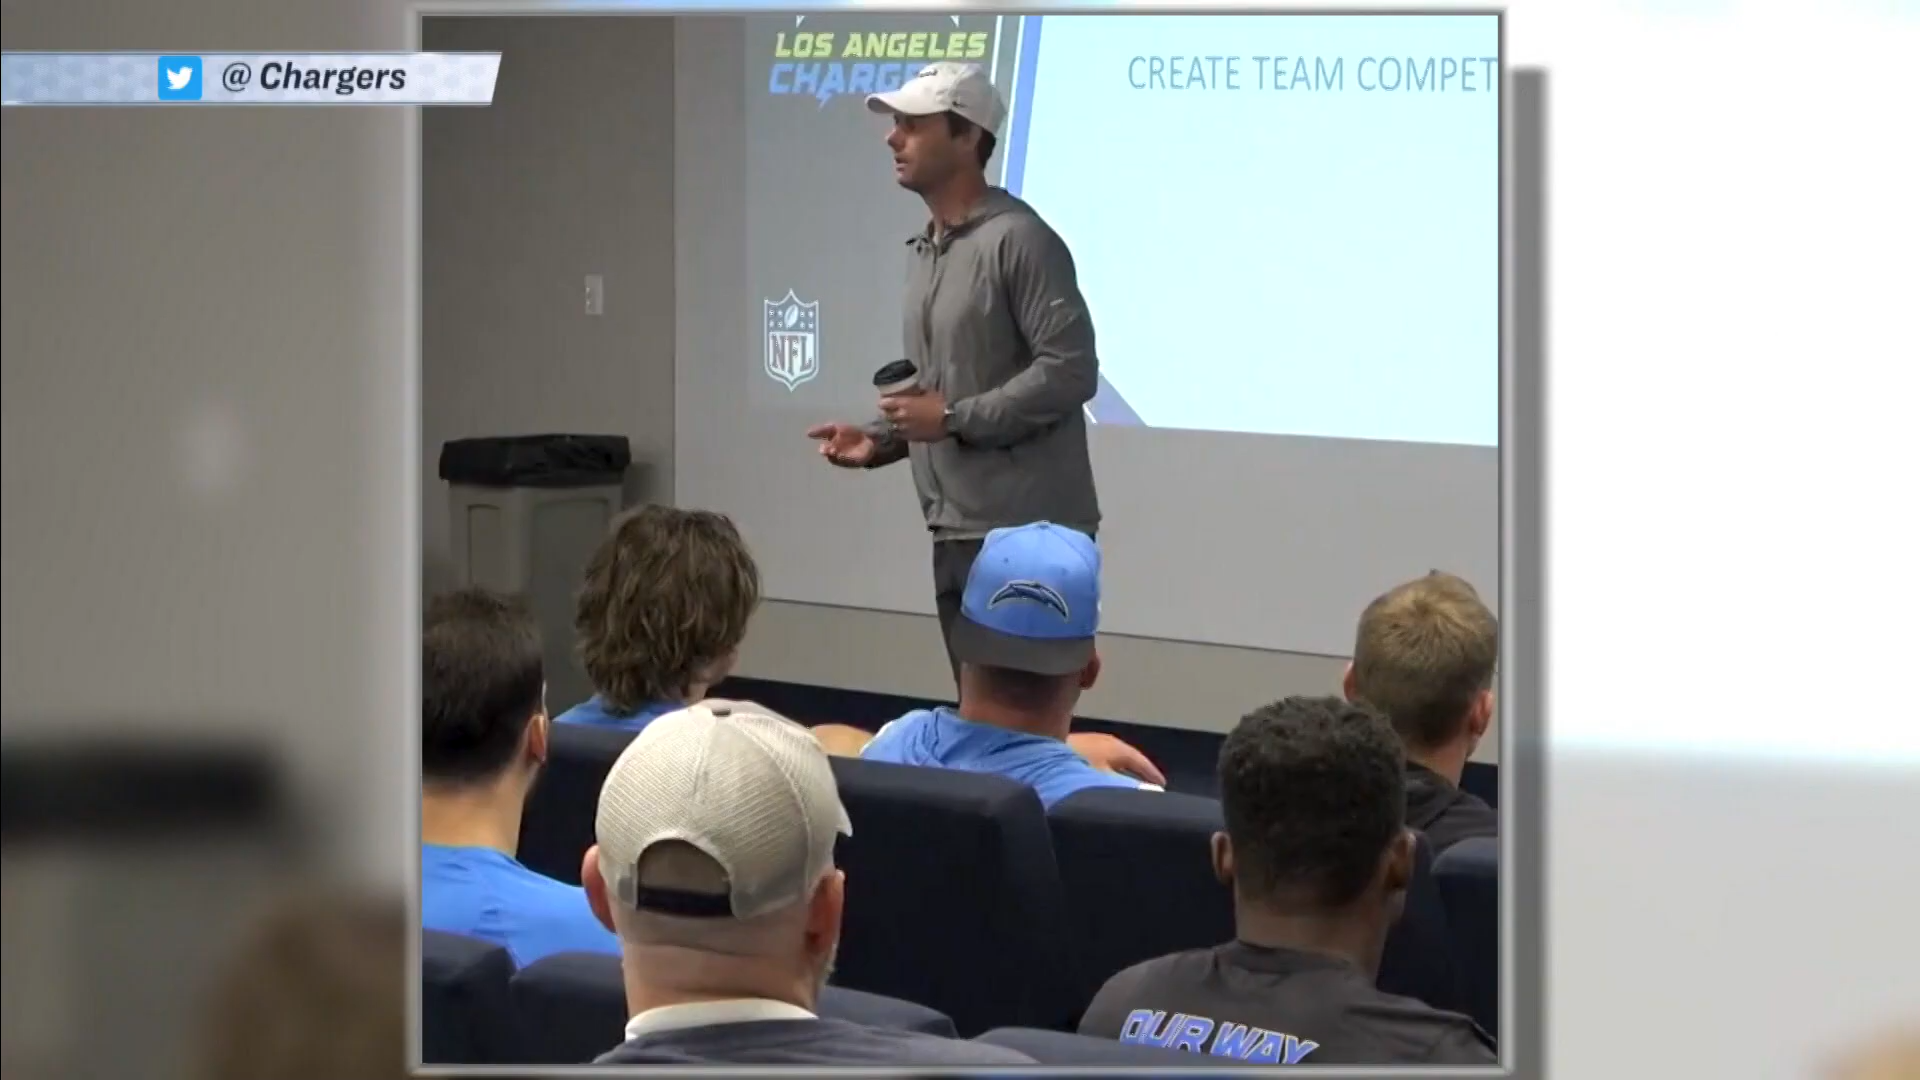 @Chargers
LOS ANGELES
CREATE TEAM COMPET
NFL
OUR WAY